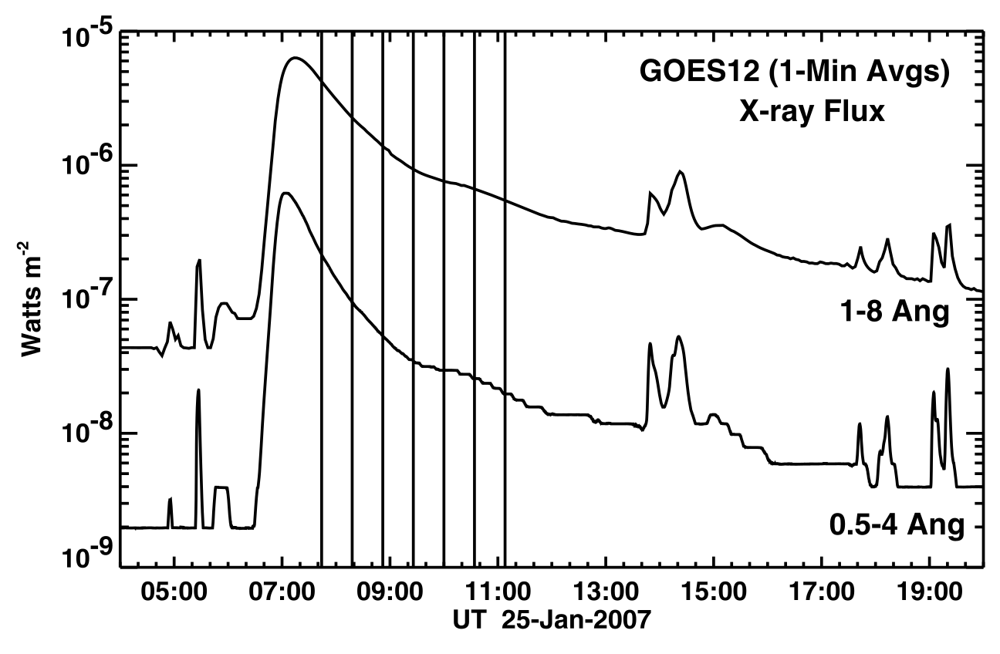 10-5
GOES12 (1-Min Avgs)
X-ray Flux
10-6
Watts m-2
10-7
1-8 Ang
10-8
0.5-4 Ang
10-9
05:00 07:00 09:00 11:00 13:00 15:00 17:00 19:00
UT 25-Jan-2007